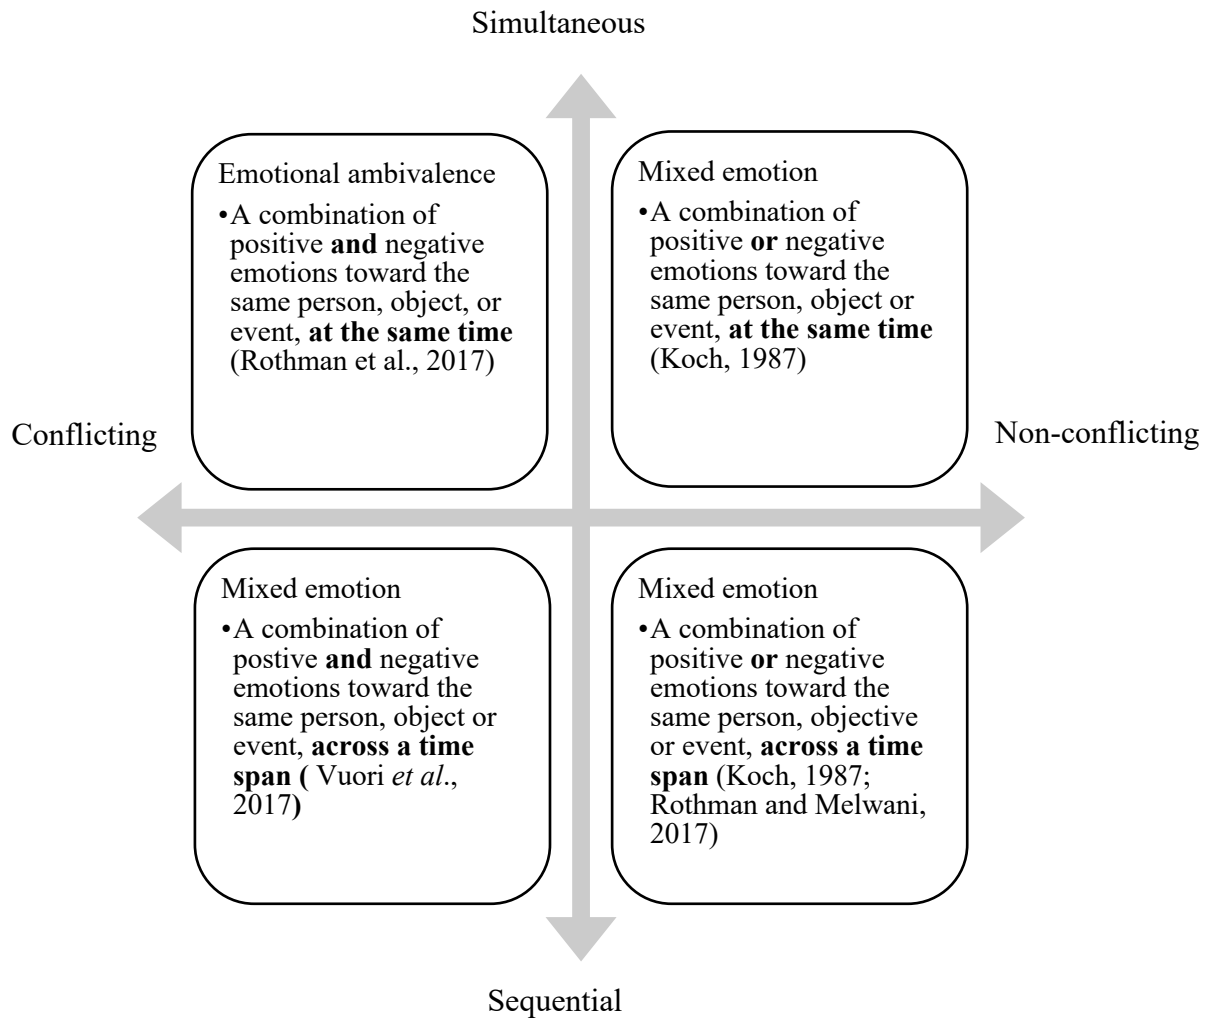 Simultaneous
Emotional ambivalence
•A combination of
positive and negative
emotions toward the
same person, object, or
event, at the same time
(Rothman et al., 2017)
Mixed emotion
•A combination of
positive or negative
emotions toward the
same person, object or
event, at the same time
(Koch, 1987)
Conflicting
Non-conflicting
Mixed emotion
•A combination of
postive and negative
emotions toward the
same person, object or
event, across a time
span ( Vuori et al.,
2017)
Mixed emotion
•A combination of
positive or negative
emotions toward the
same person, objective
or event, across a time
span (Koch, 1987;
Rothman and Melwani,
2017)
Sequential